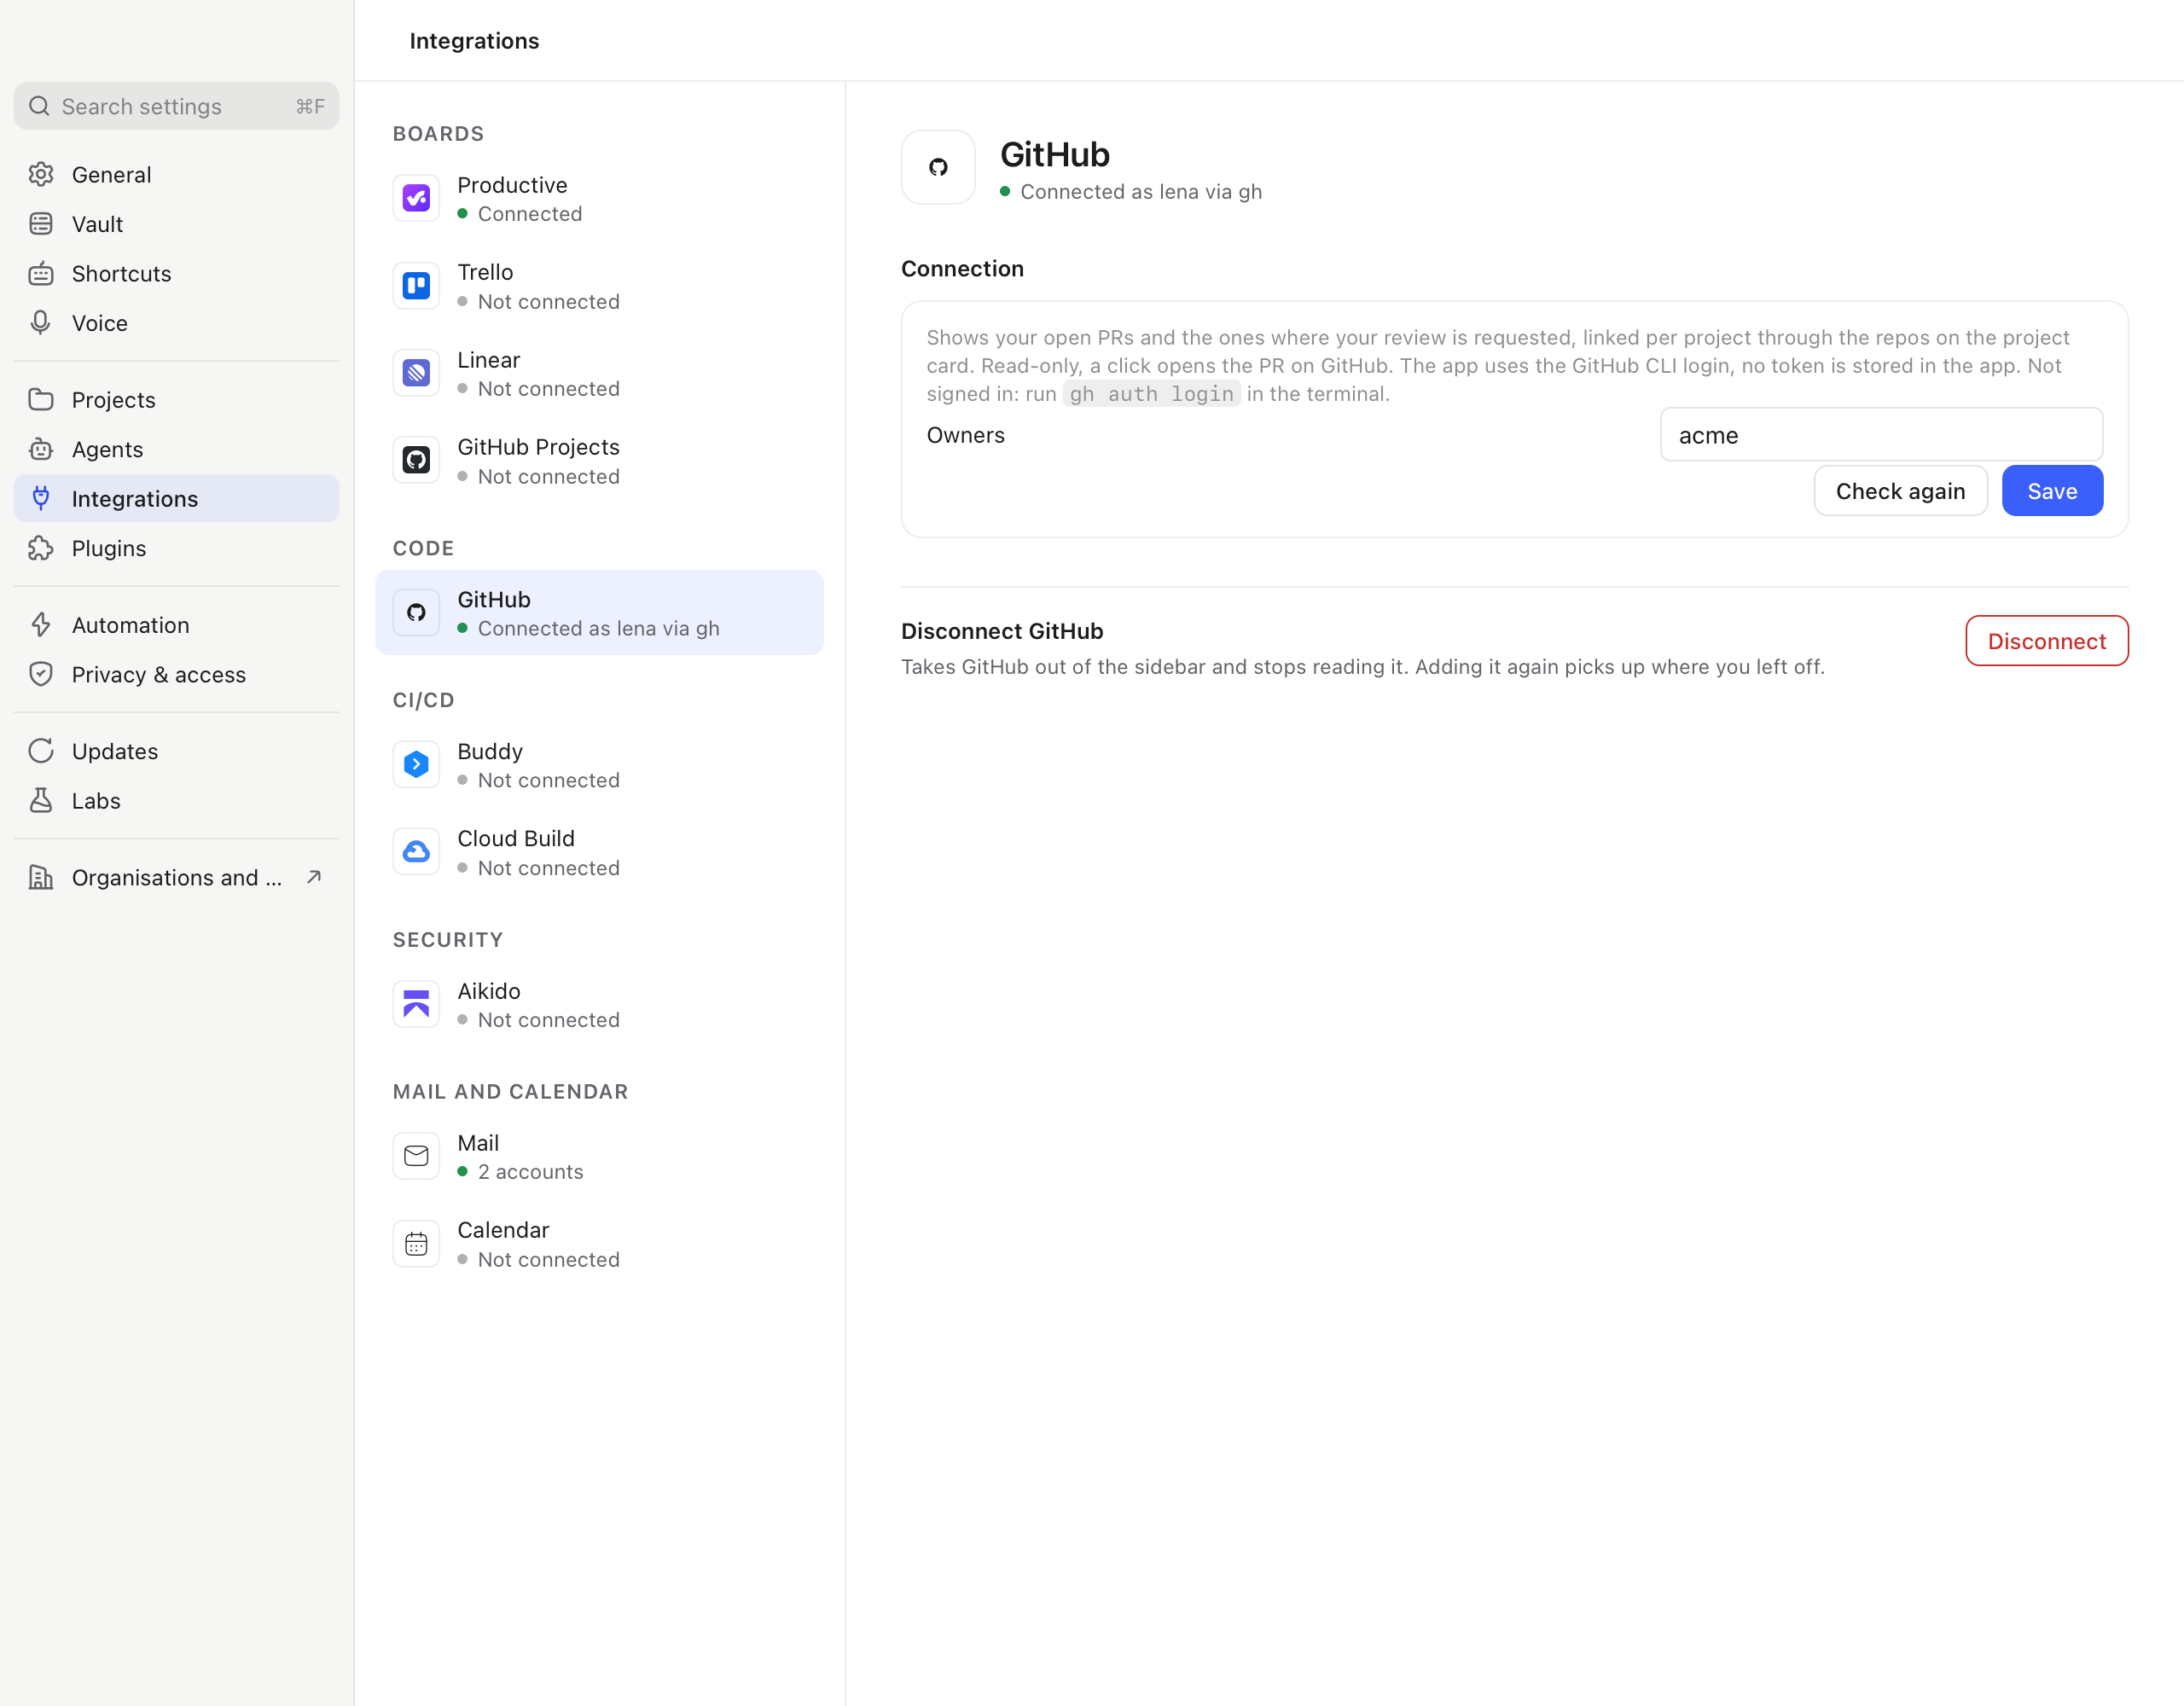 Integrations
Search settings ⌘F
General
Vault
Shortcuts
Voice
Projects
Agents
Integrations
Plugins
Automation
Privacy & access
Updates
Labs
Organisations and ...
BOARDS
Productive
Connected
Trello
Not connected
Linear
Not connected
GitHub Projects
Not connected
CODE
GitHub
Connected as lena via gh
CI/CD
Buddy
Not connected
Cloud Build
Not connected
SECURITY
Aikido
Not connected
MAIL AND CALENDAR
Mail
2 accounts
Calendar
Not connected
GitHub
Connected as lena via gh
Connection
Shows your open PRs and the ones where your review is requested, linked per project through the repos on the project
card. Read-only, a click opens the PR on GitHub. The app uses the GitHub CLI login, no token is stored in the app. Not
signed in: run gh auth login in the terminal.
Owners acme
Check again Save
Disconnect GitHub
Disconnect
Takes GitHub out of the sidebar and stops reading it. Adding it again picks up where you left off.